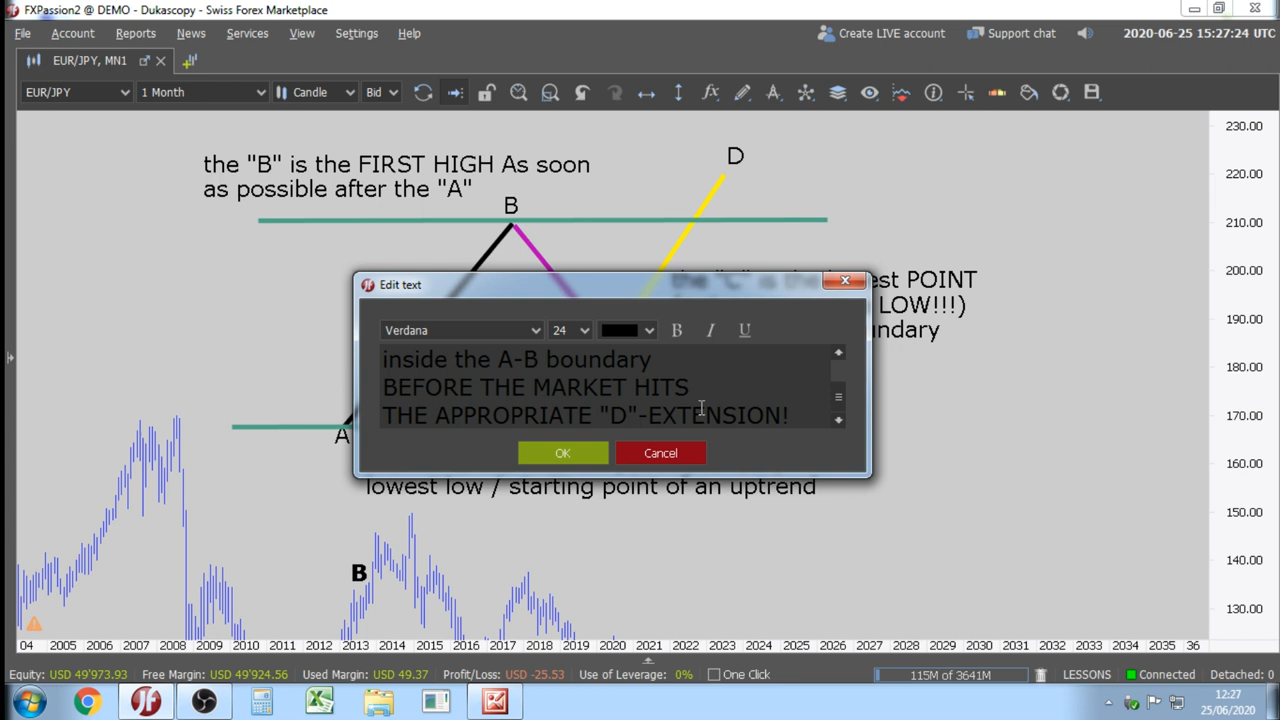 FXPassion2 @ DEMO - Dukascopy - Swiss Forex Marketplace
File Account Reports News Services View Settings Help
Create LIVE account Support chat 2020-06-25 15:27:24 UTC
EUR/JPY, MN1
EUR/JPY 1 Month Candle Bid
the "B" is the FIRST HIGH As soon
as possible after the "A"
B
D
A
est POINT
LOW!!!)
ndary
Edit text
Verdana 24 B I U
inside the A-B boundary
BEFORE THE MARKET HITS
THE APPROPRIATE "D"-EXTENSION!
OK Cancel
lowest low / starting point of an uptrend
B
230.00
220.00
210.00
200.00
190.00
180.00
170.00
160.00
150.00
140.00
130.00
04 2005 2006 2007 2008 2009 2010 2011 2012 2013 2014 2015 2016 2017 2018 2019 2020 2021 2022 2023 2024 2025 2026 2027 2028 2029 2030 2031 2032 2033 2034 2035 36
Equity: USD 49'973.93 Free Margin: USD 49'924.56 Used Margin: USD 49.37 Profit/Loss: USD -25.53 Use of Leverage: 0% One Click 115M of 3641M LESSONS Connected Detached: 0
12:27
25/06/2020